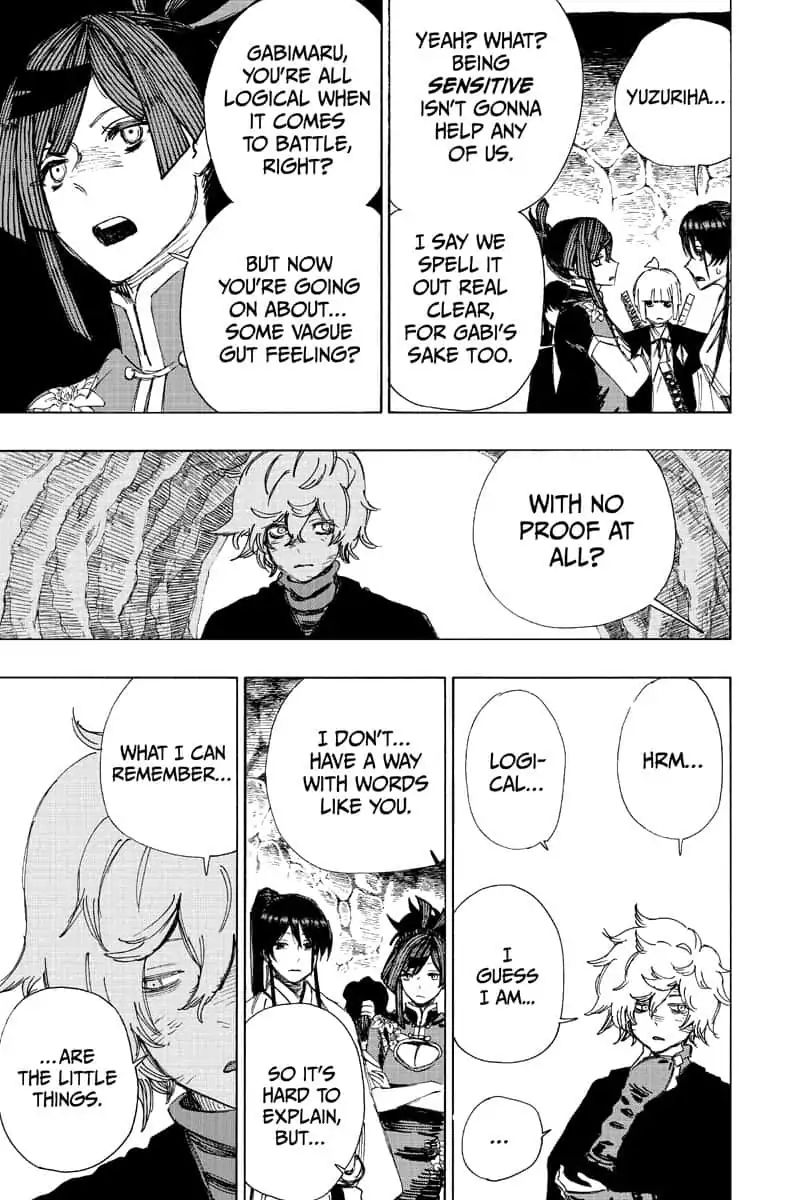 YUZURIHA...
YEAH? WHAT?
BEING
SENSITIVE
ISN'T GONNA
HELP ANY
OF US.
I SAY WE
SPELL IT
OUT REAL
CLEAR,
FOR GABI'S
SAKE TOO.
GABIMARU,
YOU'RE ALL
LOGICAL WHEN
IT COMES
TO BATTLE,
RIGHT?
BUT NOW
YOU'RE GOING
ON ABOUT...
SOME VAGUE
GUT FEELING?
WITH NO
PROOF AT
ALL?
HRM...
LOGI-
CAL...
I
GUESS
I AM...
...
I DON'T...
HAVE A WAY
WITH WORDS
LIKE YOU.
SO IT'S
HARD TO
EXPLAIN,
BUT...
WHAT I CAN
REMEMBER...
...ARE
THE LITTLE
THINGS.